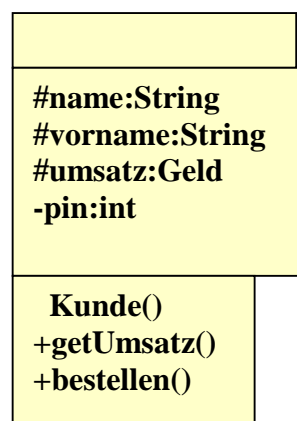 #name:String
#vorname:String
#umsatz:Geld
-pin:int
Kunde()
+getUmsatz()
+bestellen()